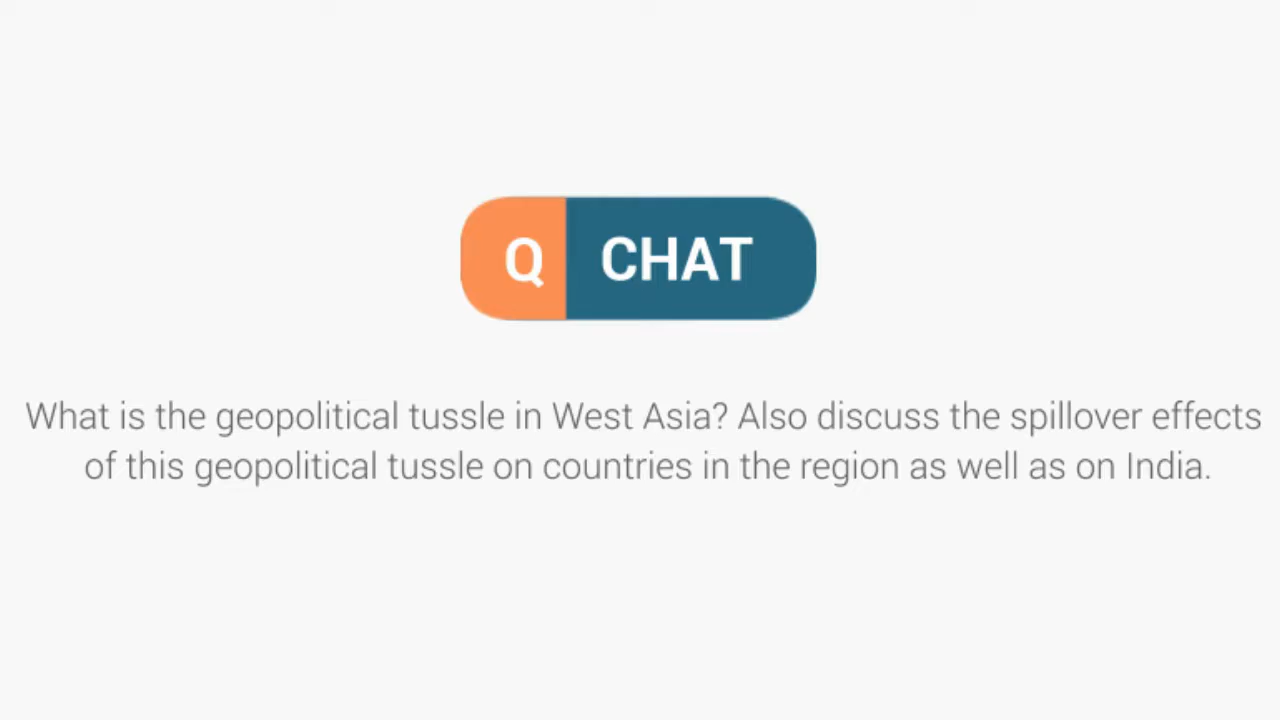 Q CHAT
What is the geopolitical tussle in West Asia? Also discuss the spillover effects
of this geopolitical tussle on countries in the region as well as on India.